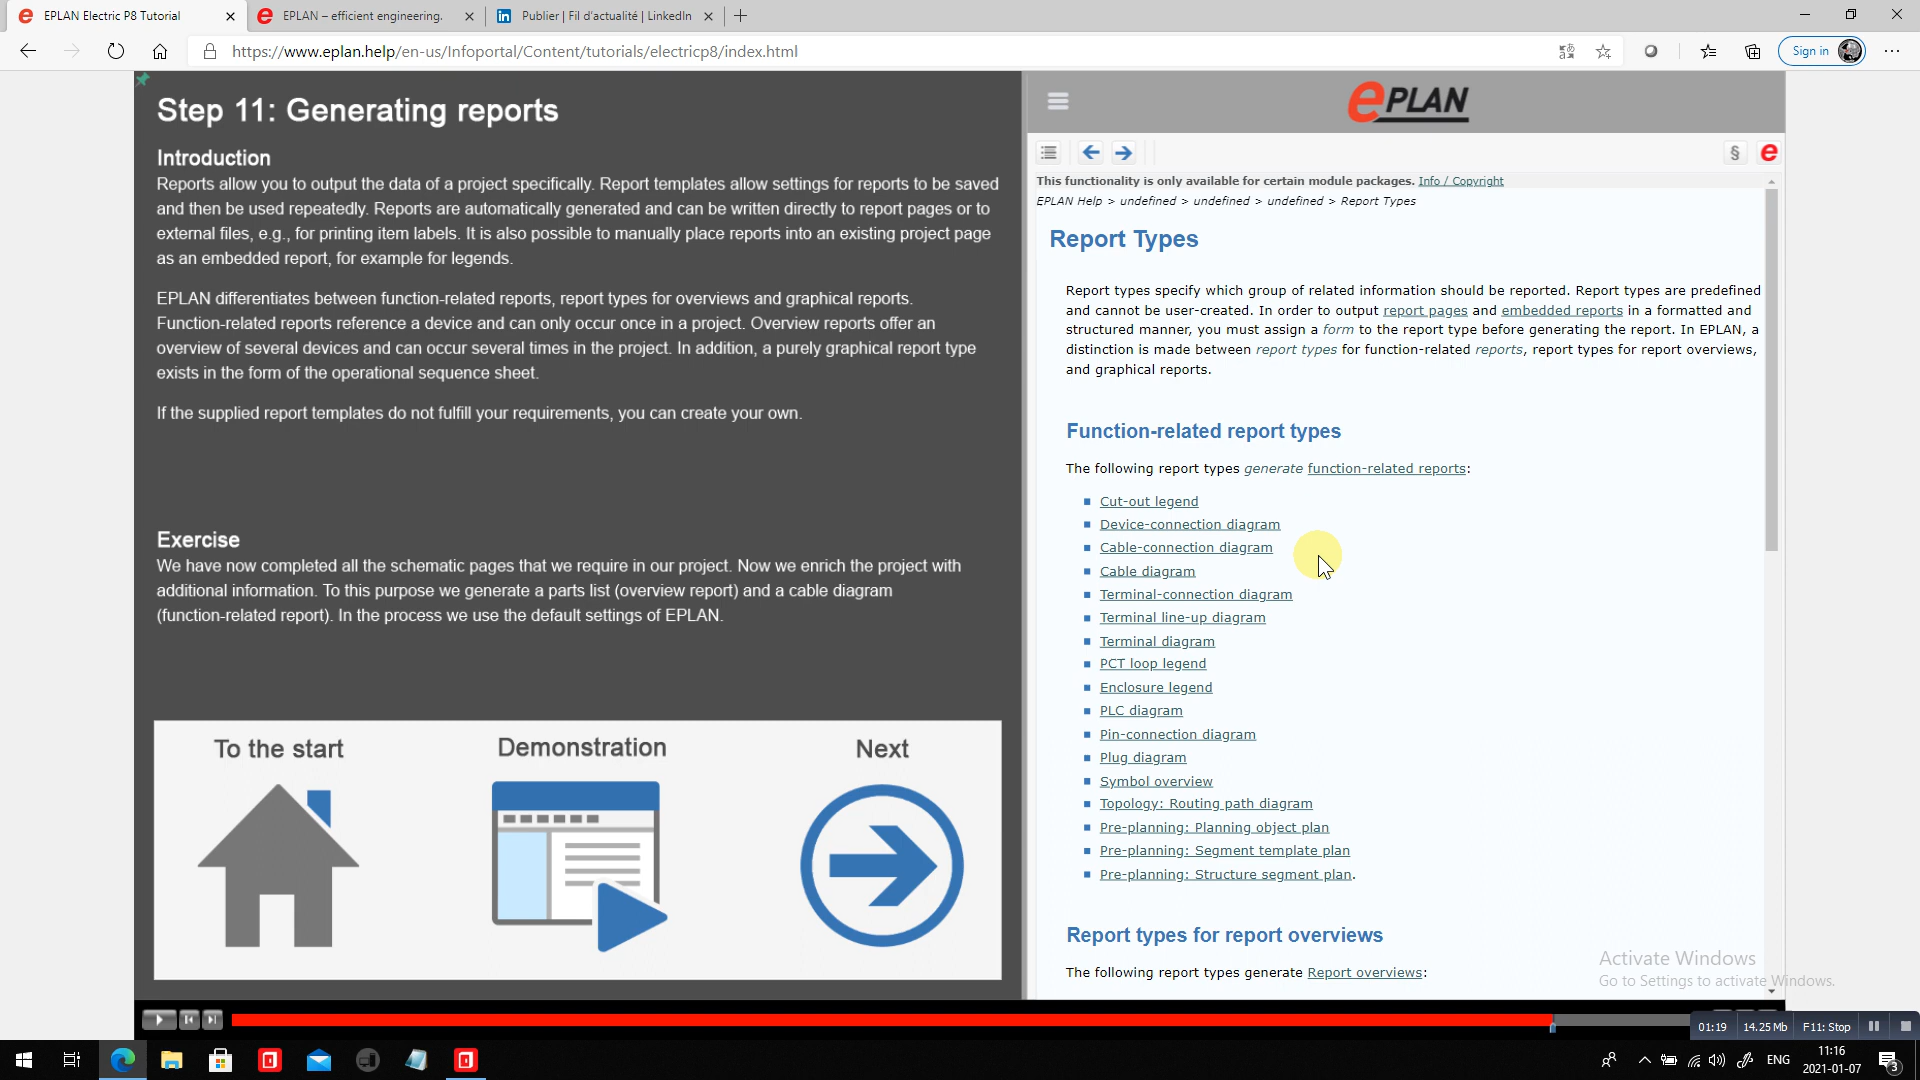 EPLAN Electric P8 Tutorial
EPLAN – efficient engineering.
Publier | Fil d'actualité | LinkedIn
https://www.eplan.help/en-us/Infoportal/Content/tutorials/electricp8/index.html
Sign in
Step 11: Generating reports
Introduction
Reports allow you to output the data of a project specifically. Report templates allow settings for reports to be saved
and then be used repeatedly. Reports are automatically generated and can be written directly to report pages or to
external files, e.g., for printing item labels. It is also possible to manually place reports into an existing project page
as an embedded report, for example for legends.
EPLAN differentiates between function-related reports, report types for overviews and graphical reports.
Function-related reports reference a device and can only occur once in a project. Overview reports offer an
overview of several devices and can occur several times in the project. In addition, a purely graphical report type
exists in the form of the operational sequence sheet.
If the supplied report templates do not fulfill your requirements, you can create your own.
Exercise
We have now completed all the schematic pages that we require in our project. Now we enrich the project with
additional information. To this purpose we generate a parts list (overview report) and a cable diagram
(function-related report). In the process we use the default settings of EPLAN.
To the start
Demonstration
Next
ePLAN
§
e
This functionality is only available for certain module packages. Info / Copyright
EPLAN Help > undefined > undefined > undefined > Report Types
Report Types
Report types specify which group of related information should be reported. Report types are predefined
and cannot be user-created. In order to output report pages and embedded reports in a formatted and
structured manner, you must assign a form to the report type before generating the report. In EPLAN, a
distinction is made between report types for function-related reports, report types for report overviews,
and graphical reports.
Function-related report types
The following report types generate function-related reports:
Cut-out legend
Device-connection diagram
Cable-connection diagram
Cable diagram
Terminal-connection diagram
Terminal line-up diagram
Terminal diagram
PCT loop legend
Enclosure legend
PLC diagram
Pin-connection diagram
Plug diagram
Symbol overview
Topology: Routing path diagram
Pre-planning: Planning object plan
Pre-planning: Segment template plan
Pre-planning: Structure segment plan.
Report types for report overviews
The following report types generate Report overviews:
Activate Windows
Go to Settings to activate Windows.
01:19
14.25 Mb
F11: Stop
ENG
11:16
2021-01-07
3